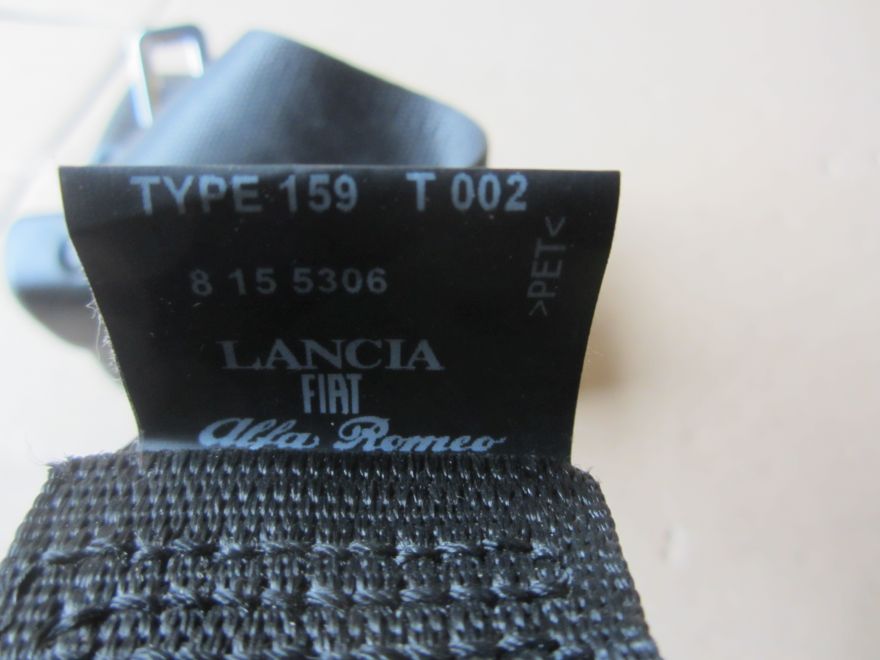 TYPE 159 T 002
8 15 5306
>PET<
LANCIA
FIAT
Alfa Romeo